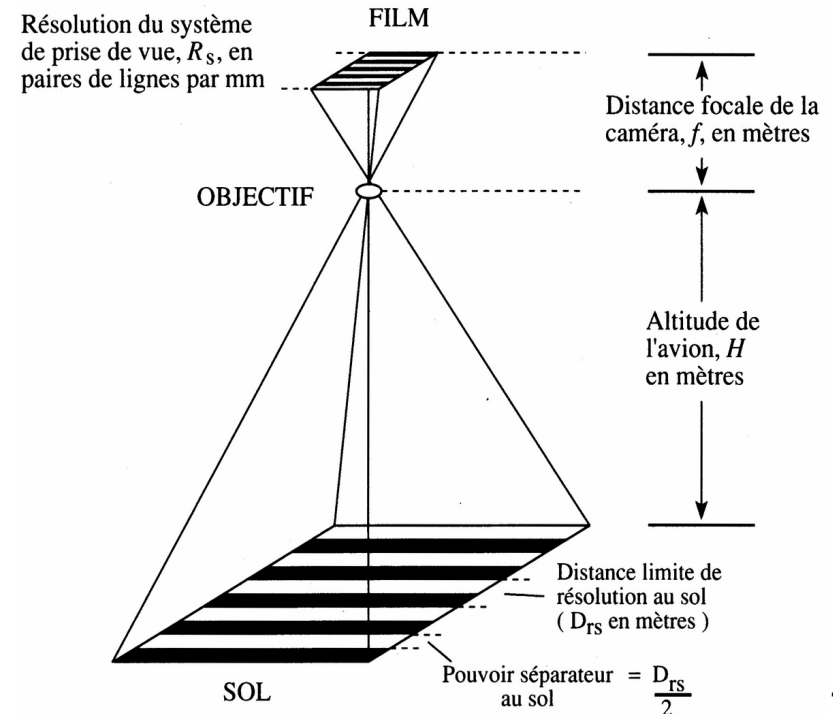 FILM
Résolution du système
de prise de vue, Rs, en
paires de lignes par mm
Distance focale de la
caméra, f, en mètres
OBJECTIF
Altitude de
l'avion, H
en mètres
Distance limite de
résolution au sol
( Drs en mètres )
Pouvoir séparateur = Drs
au sol 2
SOL